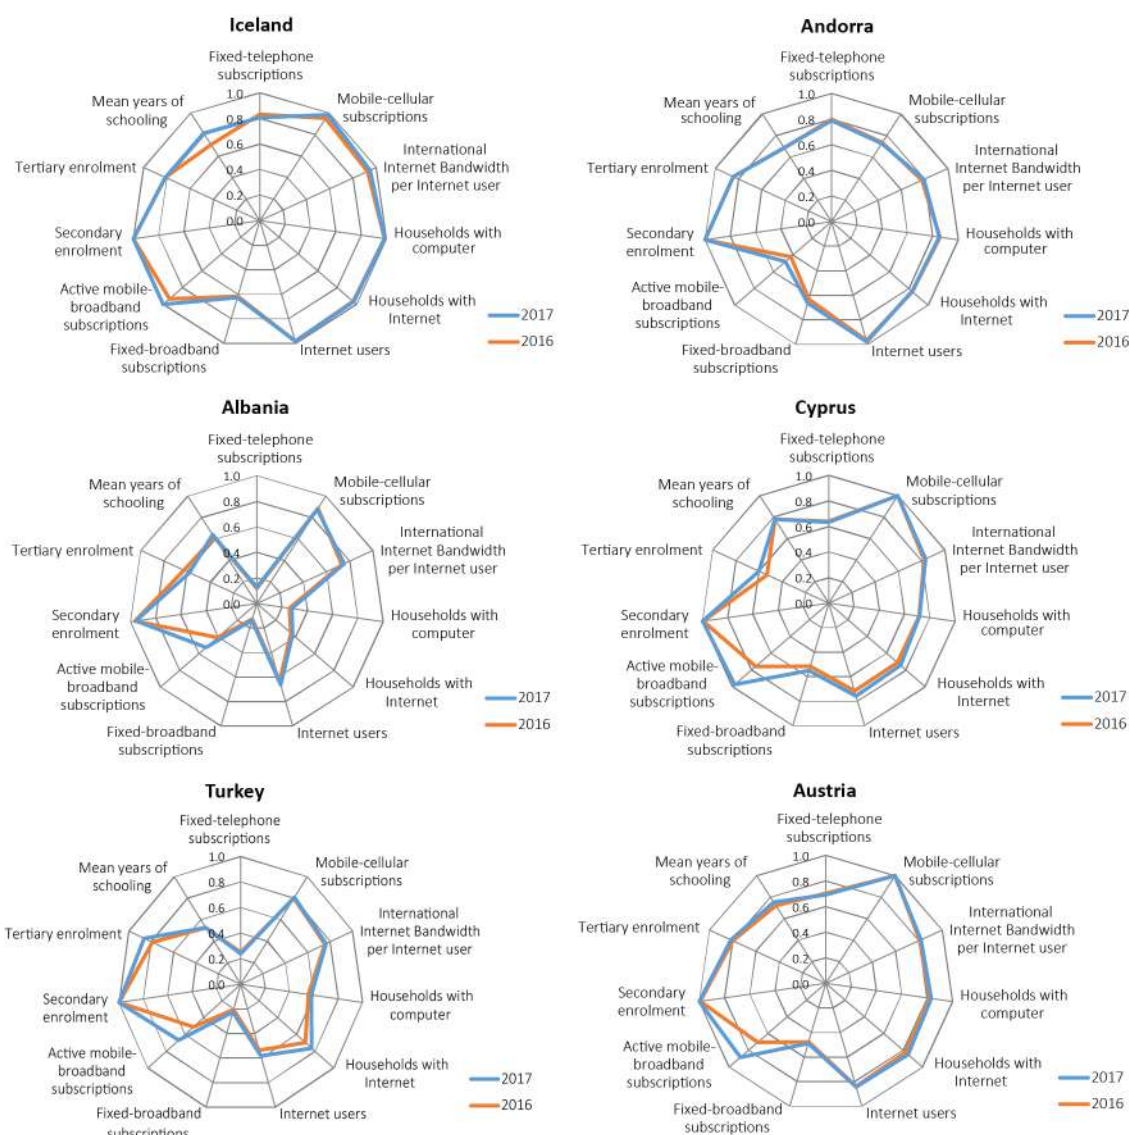 Iceland
Fixed-telephone
subscriptions
1.0
0.8
0.6
0.4
0.2
0.0
Mobile-cellular
subscriptions
International
Internet Bandwidth
per Internet user
Households with
computer
Households with
Internet
Internet users
Fixed-broadband
subscriptions
Active mobile-
broadband
subscriptions
Secondary
enrolment
Tertiary enrolment
Mean years of
schooling
2017
2016
Andorra
Fixed-telephone
subscriptions
1.0
0.8
0.6
0.4
0.2
0.0
Mobile-cellular
subscriptions
International
Internet Bandwidth
per Internet user
Households with
computer
Households with
Internet
Internet users
Fixed-broadband
subscriptions
Active mobile-
broadband
subscriptions
Secondary
enrolment
Tertiary enrolment
Mean years of
schooling
2017
2016
Albania
Fixed-telephone
subscriptions
1.0
0.8
0.6
0.4
0.2
0.0
Mobile-cellular
subscriptions
International
Internet Bandwidth
per Internet user
Households with
computer
Households with
Internet
Internet users
Fixed-broadband
subscriptions
Active mobile-
broadband
subscriptions
Secondary
enrolment
Tertiary enrolment
Mean years of
schooling
2017
2016
Cyprus
Fixed-telephone
subscriptions
1.0
0.8
0.6
0.4
0.2
0.0
Mobile-cellular
subscriptions
International
Internet Bandwidth
per Internet user
Households with
computer
Households with
Internet
Internet users
Fixed-broadband
subscriptions
Active mobile-
broadband
subscriptions
Secondary
enrolment
Tertiary enrolment
Mean years of
schooling
2017
2016
Turkey
Fixed-telephone
subscriptions
1.0
0.8
0.6
0.4
0.2
0.0
Mobile-cellular
subscriptions
International
Internet Bandwidth
per Internet user
Households with
computer
Households with
Internet
Internet users
Fixed-broadband
subscriptions
Active mobile-
broadband
subscriptions
Secondary
enrolment
Tertiary enrolment
Mean years of
schooling
2017
2016
Austria
Fixed-telephone
subscriptions
1.0
0.8
0.6
0.4
0.2
0.0
Mobile-cellular
subscriptions
International
Internet Bandwidth
per Internet user
Households with
computer
Households with
Internet
Internet users
Fixed-broadband
subscriptions
Active mobile-
broadband
subscriptions
Secondary
enrolment
Tertiary enrolment
Mean years of
schooling
2017
2016